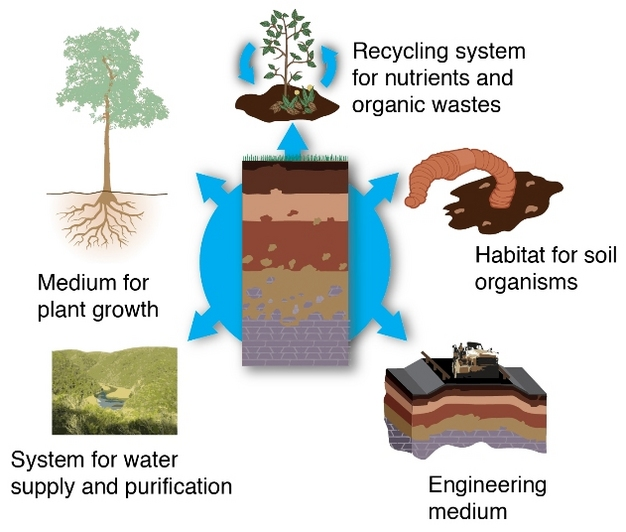 Recycling system
for nutrients and
organic wastes
Medium for
plant growth
Habitat for soil
organisms
System for water
supply and purification
Engineering
medium